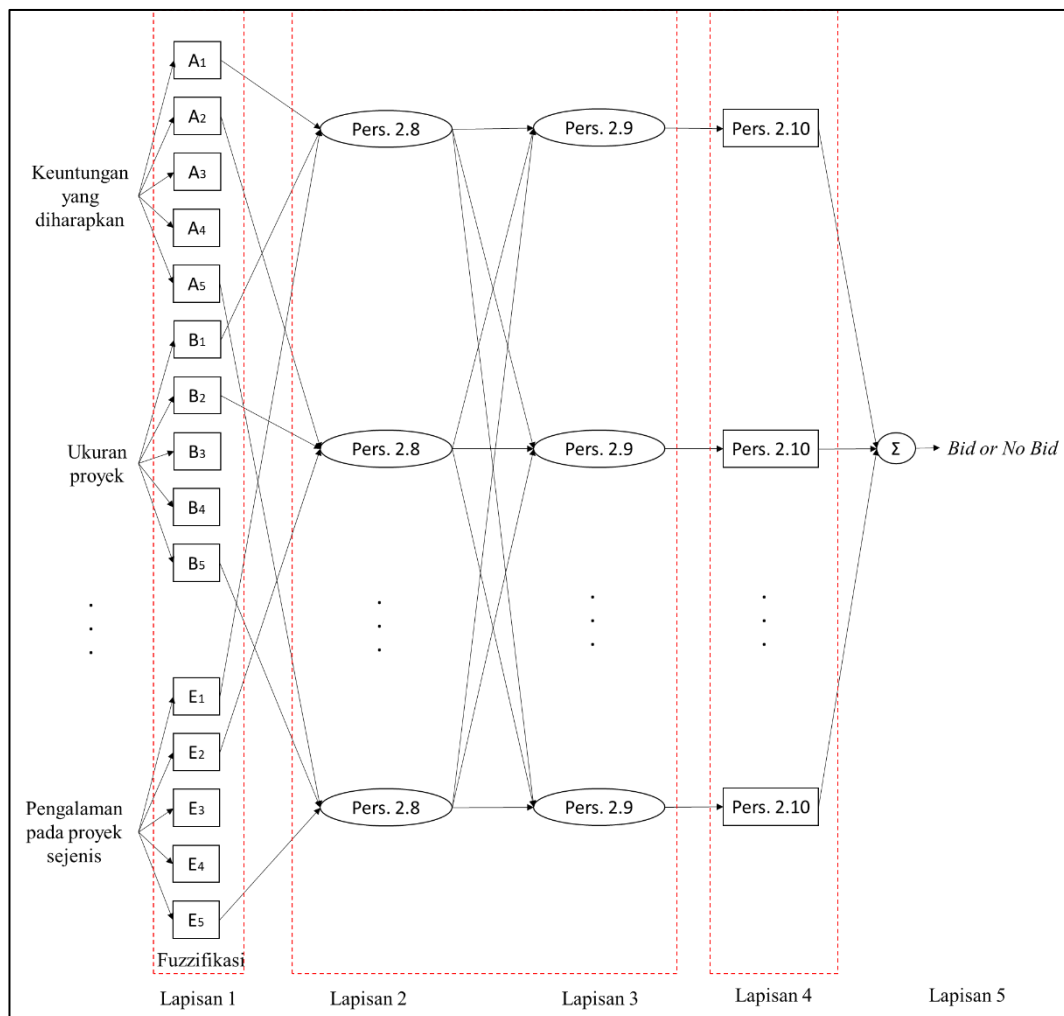 A1
A2
A3
A4
A5
Keuntungan
yang
diharapkan
B1
B2
B3
B4
B5
Ukuran
proyek
E1
E2
E3
E4
E5
Pengalaman
pada proyek
sejenis
Fuzzifikasi
Pers. 2.8
Pers. 2.9
Pers. 2.10
Pers. 2.8
Pers. 2.9
Pers. 2.10
Σ
Bid or No Bid
Pers. 2.8
Pers. 2.9
Pers. 2.10
Lapisan 1
Lapisan 2
Lapisan 3
Lapisan 4
Lapisan 5